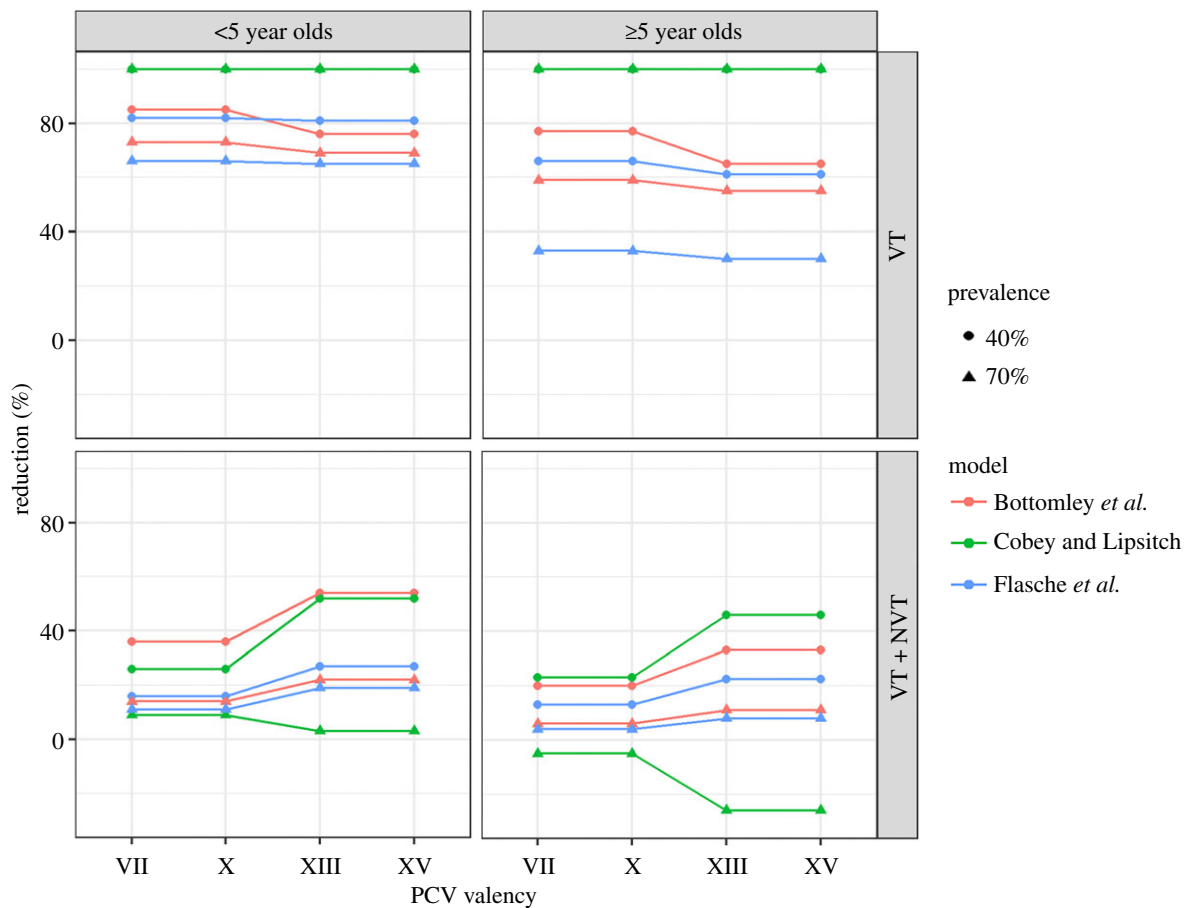 <5 year olds
≥5 year olds
80
40
0
VT
80
40
0
VT + NVT
reduction (%)
VII X XIII XV
VII X XIII XV
PCV valency
prevalence
40%
70%
model
Bottomley et al.
Cobey and Lipsitch
Flasche et al.